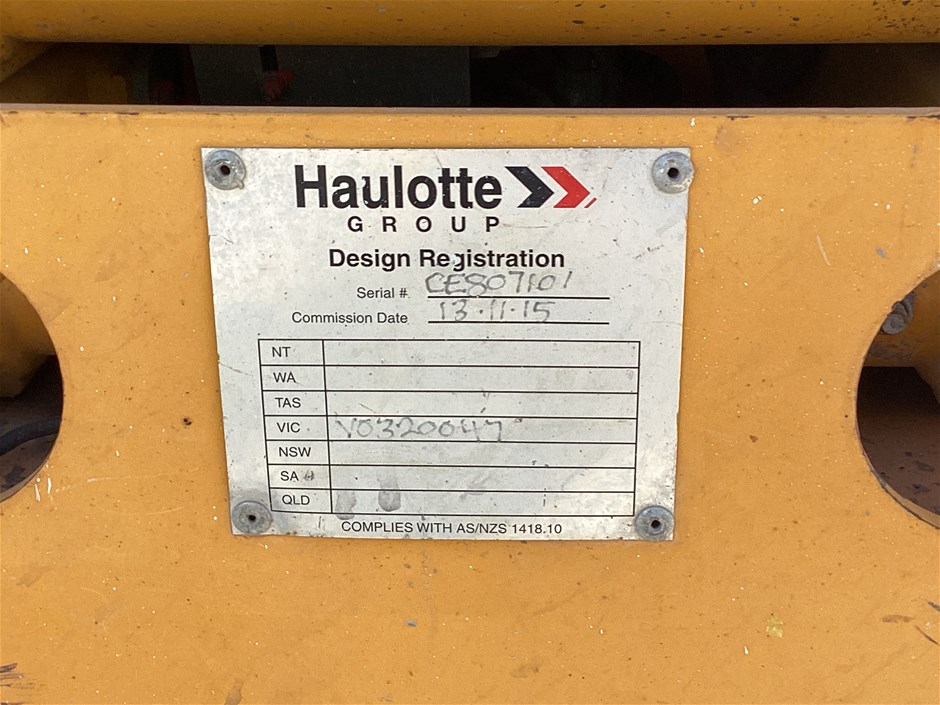 Haulotte
GROUP
Design Registration
Serial # CE807101
Commission Date 13.11.15
NT
WA
TAS
VIC V0320047
NSW
SA
QLD
COMPLIES WITH AS/NZS 1418.10